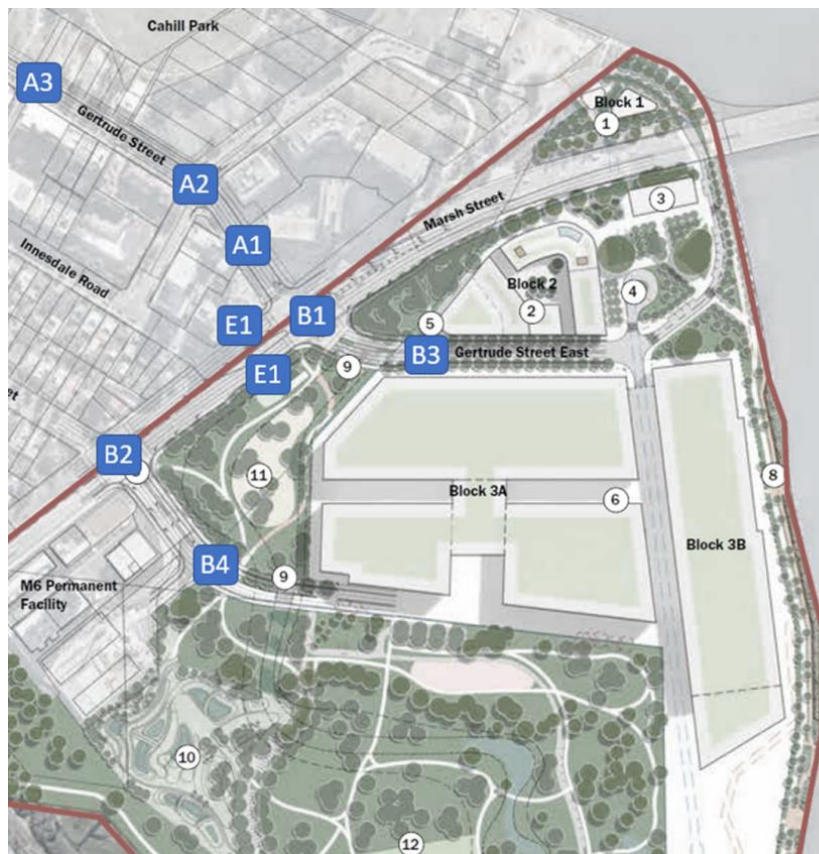 Cahill Park
A3
Gertrude Street
A2
Block 1
1
A1
Marsh Street
3
Innesdale Road
Block 2
2
4
E1
B1
5
B3
Gertrude Street East
E1
9
B2
11
Block 3A
6
8
Block 3B
B4
9
M6 Permanent
Facility
10
12